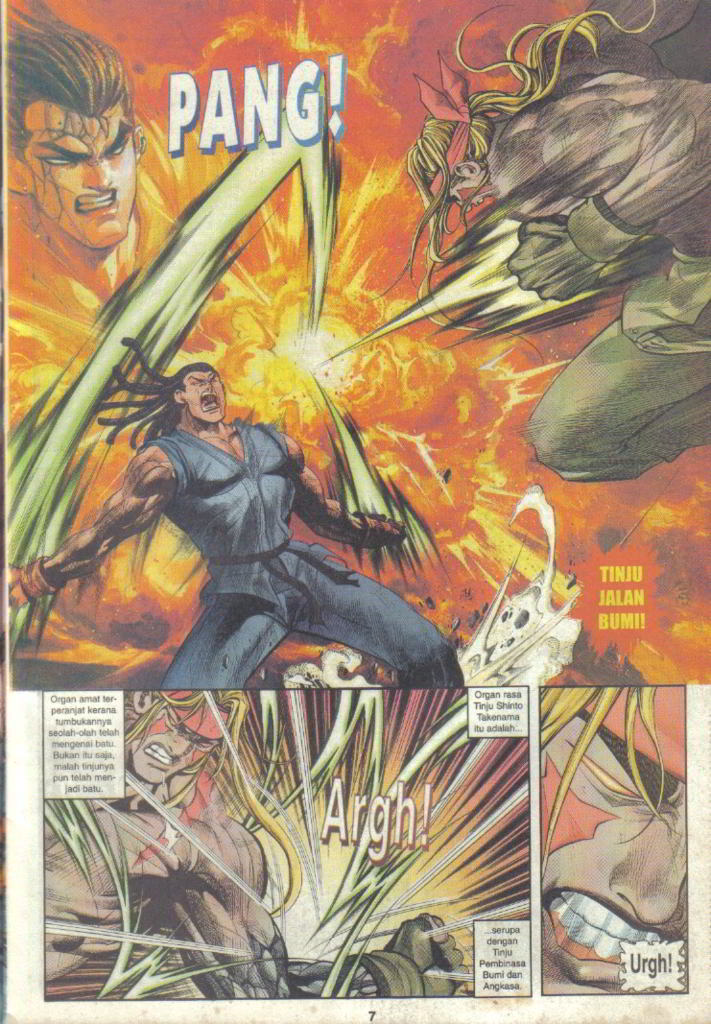 PANG!
TINJU
JALAN
BUMI!
Organ amat ter-
peranjat kerana
tumbukannya
seolah-olah telah
mengenai batu.
Bukan itu saja,
malah tinjunya
pun telah men-
jadi batu.
Organ rasa
Tinju Shinto
Takenama
itu adalah...
Argh!
...serupa
dengan
Tinju
Pembinasa
Bumi dan
Angkasa.
Urgh!
7